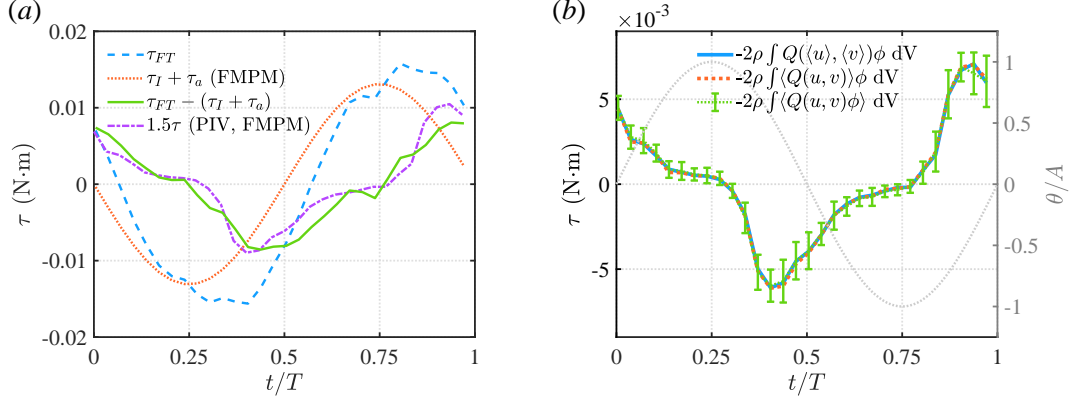 (a)
0.02
0.01
0
-0.01
-0.02
τ (N·m)
τ_FT
τ_I + τ_a (FMPM)
τ_FT − (τ_I + τ_a)
1.5τ (PIV, FMPM)
0 0.25 0.5 0.75 1
t/T
(b)
×10⁻³
5
0
-5
τ (N·m)
-2ρ ∫ Q(⟨u⟩, ⟨v⟩)φ dV
-2ρ ∫⟨Q(u, v)⟩φ dV
-2ρ ∫⟨Q(u, v)φ⟩ dV
1
0.5
0
-0.5
-1
θ/A
0 0.25 0.5 0.75 1
t/T